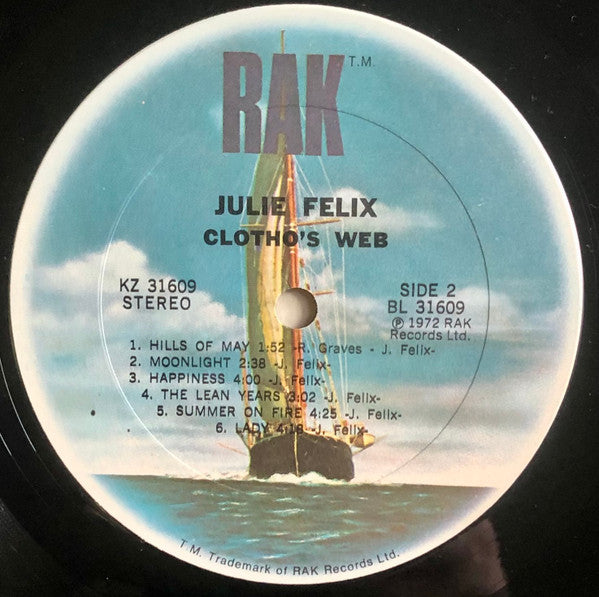 RAK T.M.
JULIE FELIX
CLOTHO'S WEB
KZ 31609
STEREO
SIDE 2
BL 31609
℗ 1972 RAK
Records Ltd.
1. HILLS OF MAY 1:52 -R. Graves - J. Felix-
2. MOONLIGHT 2:38 -J. Felix-
3. HAPPINESS 4:00 -J. Felix-
4. THE LEAN YEARS 3:02 -J. Felix-
5. SUMMER ON FIRE 4:25 -J. Felix-
6. LADY 4:18 -J. Felix-
T.M. Trademark of RAK Records Ltd.